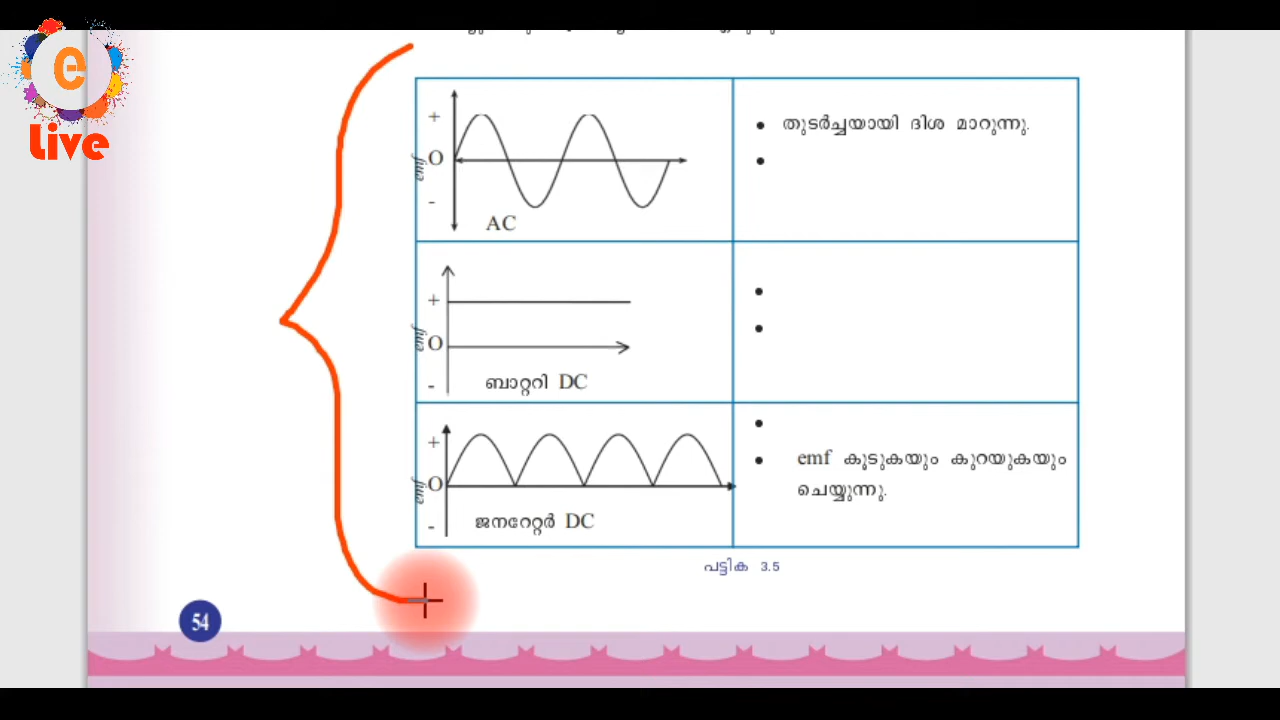 e
Live
+
തുടർച്ചയായി ദിശ മാറുന്നു.
O
emf
-
AC
+
O
emf
-
ബാറ്ററി DC
+
emf കൂടുകയും കുറയുകയും
ചെയ്യുന്നു.
O
emf
-
ജനറേറ്റർ DC
പട്ടിക 3.5
54